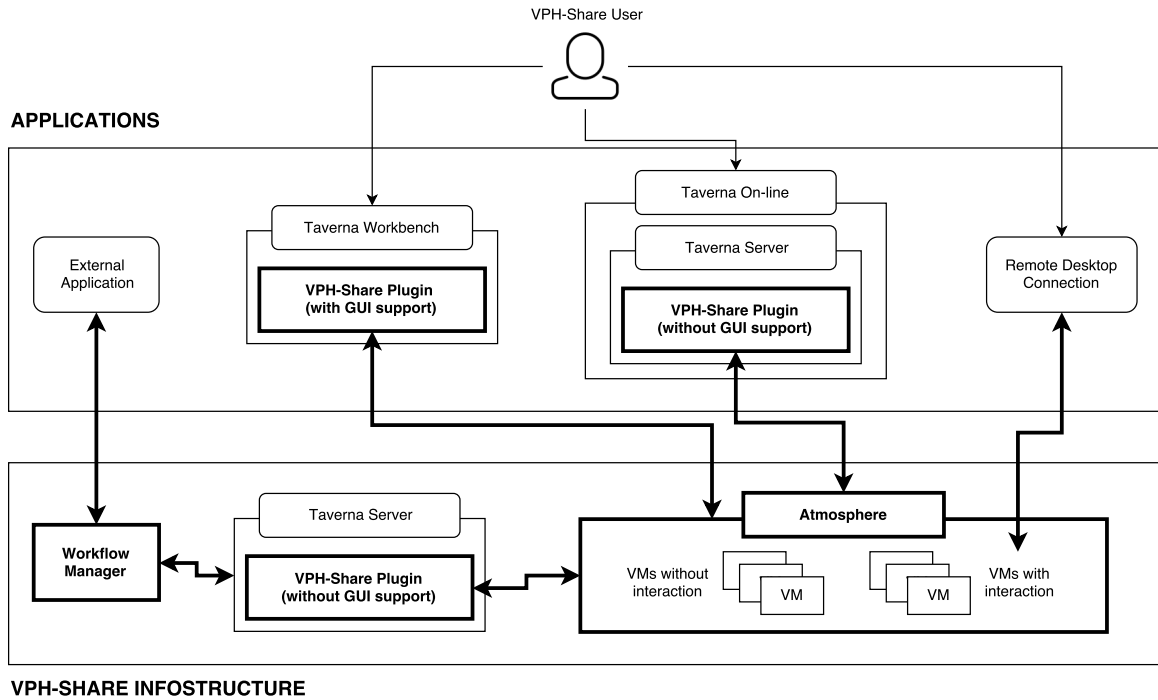 VPH-Share User
APPLICATIONS
Taverna On-line
Taverna Workbench
Taverna Server
External
Application
Remote Desktop
Connection
VPH-Share Plugin
(with GUI support)
VPH-Share Plugin
(without GUI support)
Taverna Server
Atmosphere
Workflow
Manager
VPH-Share Plugin
(without GUI support)
VMs without
interaction
VM
VM
VMs with
interaction
VPH-SHARE INFOSTRUCTURE